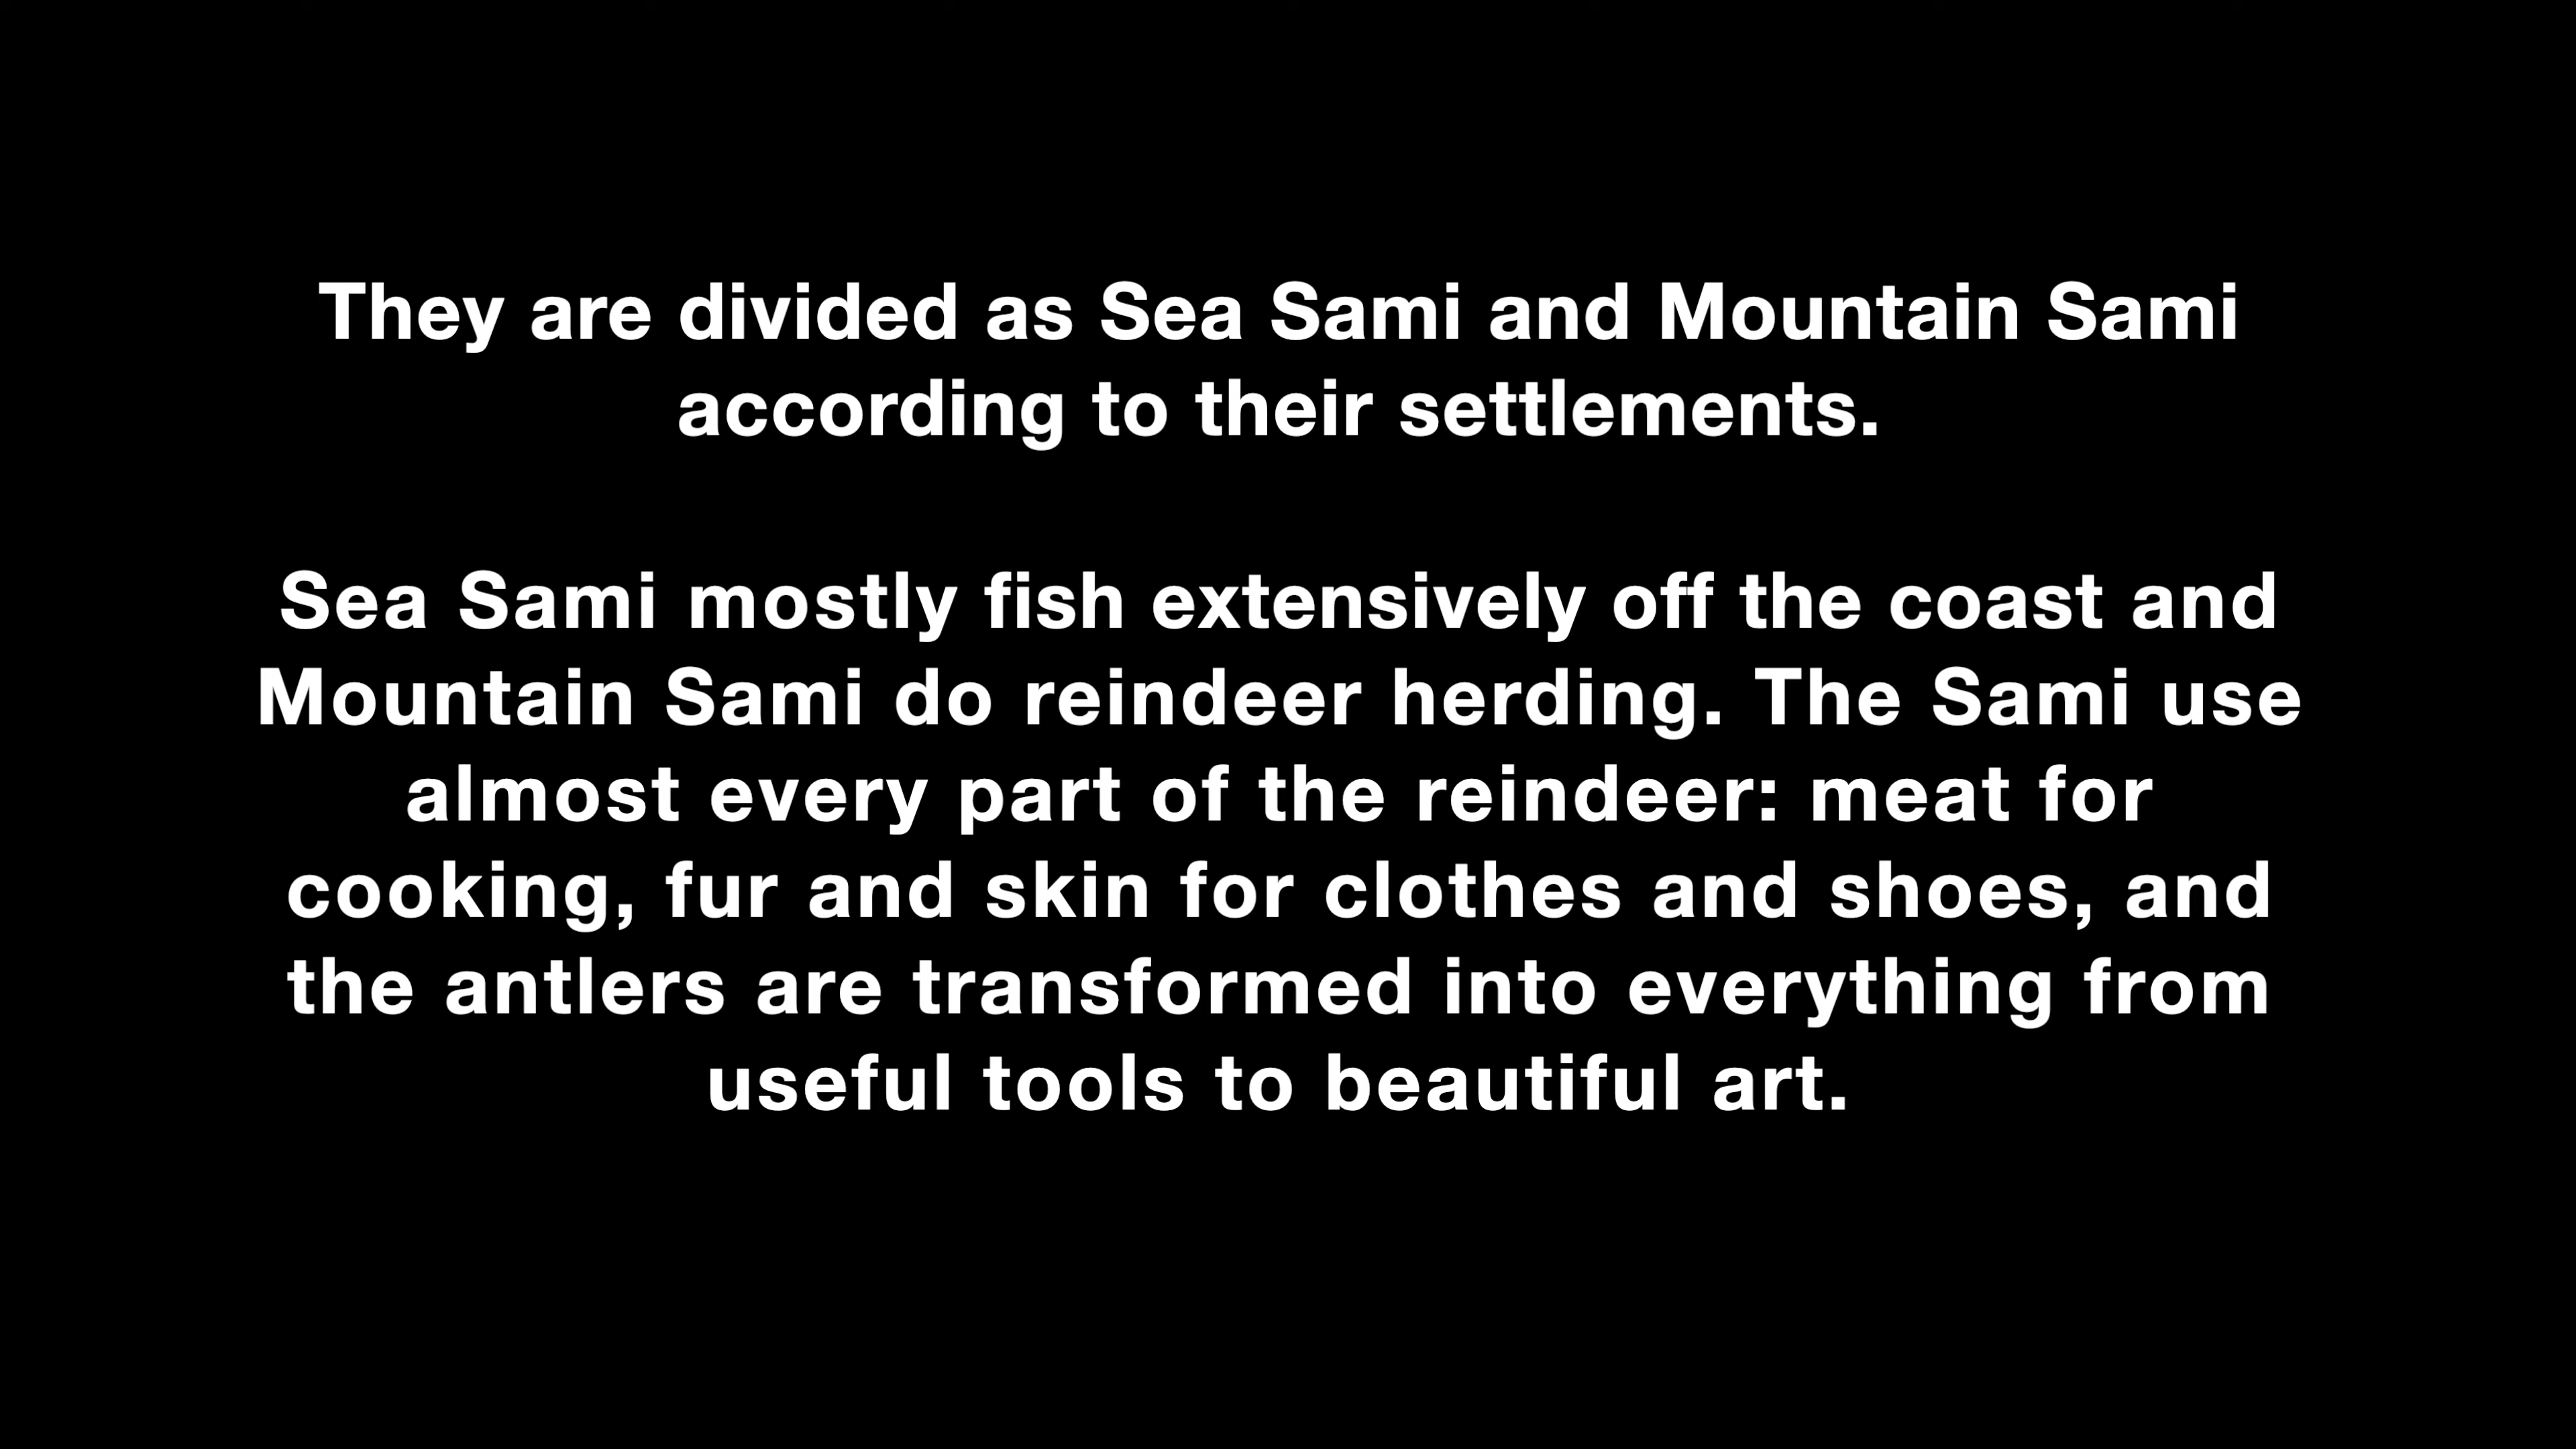 They are divided as Sea Sami and Mountain Sami
according to their settlements.
Sea Sami mostly fish extensively off the coast and
Mountain Sami do reindeer herding. The Sami use
almost every part of the reindeer: meat for
cooking, fur and skin for clothes and shoes, and
the antlers are transformed into everything from
useful tools to beautiful art.